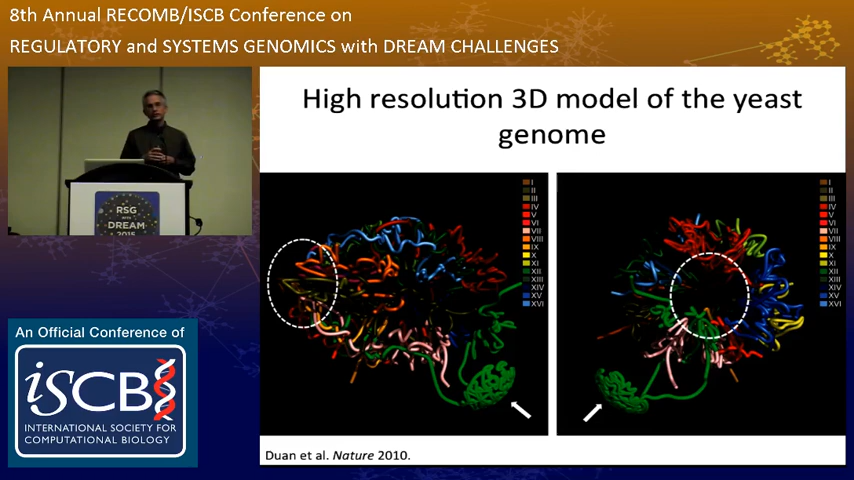 8th Annual RECOMB/ISCB Conference on
REGULATORY and SYSTEMS GENOMICS with DREAM CHALLENGES
RSG
with
DREAM
2015
High resolution 3D model of the yeast
genome
I
II
III
IV
V
VI
VII
VIII
IX
X
XI
XII
XIII
XIV
XV
XVI
I
II
III
IV
V
VI
VII
VIII
IX
X
XI
XII
XIII
XIV
XV
XVI
An Official Conference of
iSCB
INTERNATIONAL SOCIETY FOR
COMPUTATIONAL BIOLOGY
Duan et al. Nature 2010.